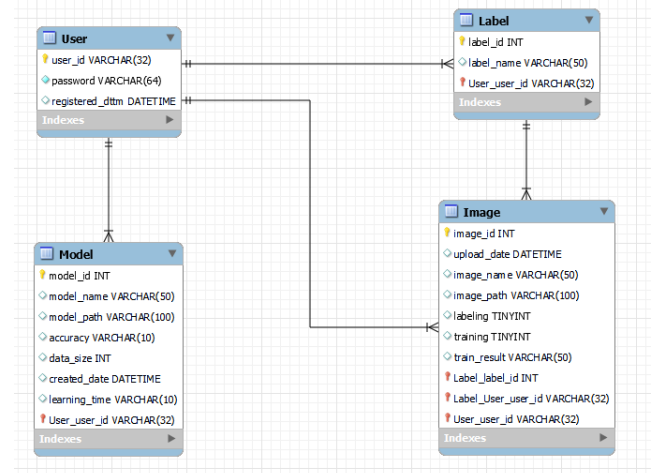 User
user_id VARCHAR(32)
password VARCHAR(64)
registered_dttm DATETIME
Indexes
Label
label_id INT
label_name VARCHAR(50)
User_user_id VARCHAR(32)
Indexes
Model
model_id INT
model_name VARCHAR(50)
model_path VARCHAR(100)
accuracy VARCHAR(10)
data_size INT
created_date DATETIME
learning_time VARCHAR(10)
User_user_id VARCHAR(32)
Indexes
Image
image_id INT
upload_date DATETIME
image_name VARCHAR(50)
image_path VARCHAR(100)
labeling TINYINT
training TINYINT
train_result VARCHAR(50)
Label_label_id INT
Label_User_user_id VARCHAR(32)
User_user_id VARCHAR(32)
Indexes